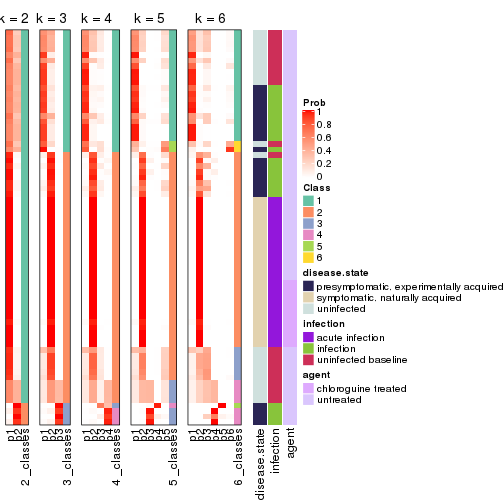 k = 2
k = 3
k = 4
k = 5
k = 6
p1
p2
2_classes
p1
p2
p3
3_classes
p1
p2
p3
p4
4_classes
p1
p2
p3
p4
p5
5_classes
p1
p2
p3
p4
p5
p6
6_classes
disease.state
infection
agent
Prob
1
0.8
0.6
0.4
0.2
0
Class
1
2
3
4
5
6
disease.state
presymptomatic. experimentally acquired
symptomatic. naturally acquired
uninfected
infection
acute infection
infection
uninfected baseline
agent
chloroguine treated
untreated